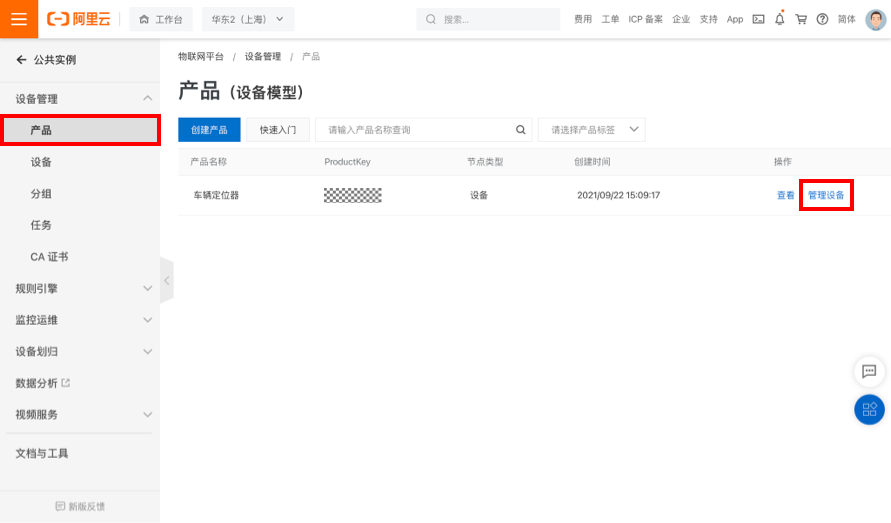 阿里云 工作台 华东2（上海） 搜索... 费用 工单 ICP 备案 企业 支持 App 简体
公共实例
设备管理
产品
设备
分组
任务
CA 证书
规则引擎
监控运维
设备划归
数据分析
视频服务
文档与工具
新版反馈
物联网平台 / 设备管理 / 产品
产品（设备模型）
创建产品 快速入门 请输入产品名称查询 请选择产品标签
产品名称 ProductKey 节点类型 创建时间 操作
车辆定位器 设备 2021/09/22 15:09:17 查看 管理设备